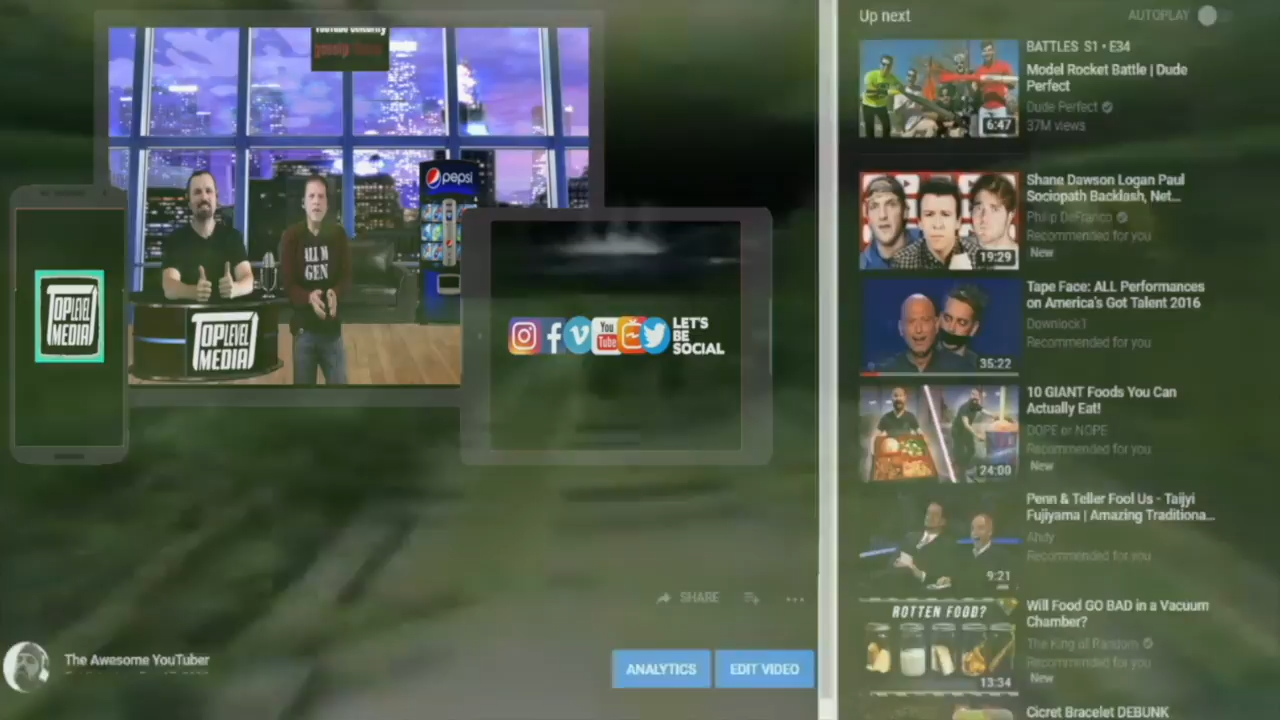 pepsi
ALL M
GEN
TOP LEVEL
MEDIA
TOP LEVEL
MEDIA
You
Tube
LET'S
BE
SOCIAL
SHARE
The Awesome YouTuber
ANALYTICS
EDIT VIDEO
Up next
AUTOPLAY
BATTLES S1 • E34
Model Rocket Battle | Dude
Perfect
Dude Perfect
37M views
6:47
Shane Dawson Logan Paul
Sociopath Backlash, Net...
Philip DeFranco
Recommended for you
New
19:29
Tape Face: ALL Performances
on America's Got Talent 2016
Downlock1
Recommended for you
35:22
10 GIANT Foods You Can
Actually Eat!
DOPE or NOPE
Recommended for you
New
24:00
Penn & Teller Fool Us - Taijyi
Fujiyama | Amazing Traditiona...
Recommended for you
9:21
ROTTEN FOOD?
Will Food GO BAD in a Vacuum
Chamber?
The King of Random
Recommended for you
New
13:34
Cicret Bracelet DEBUNK